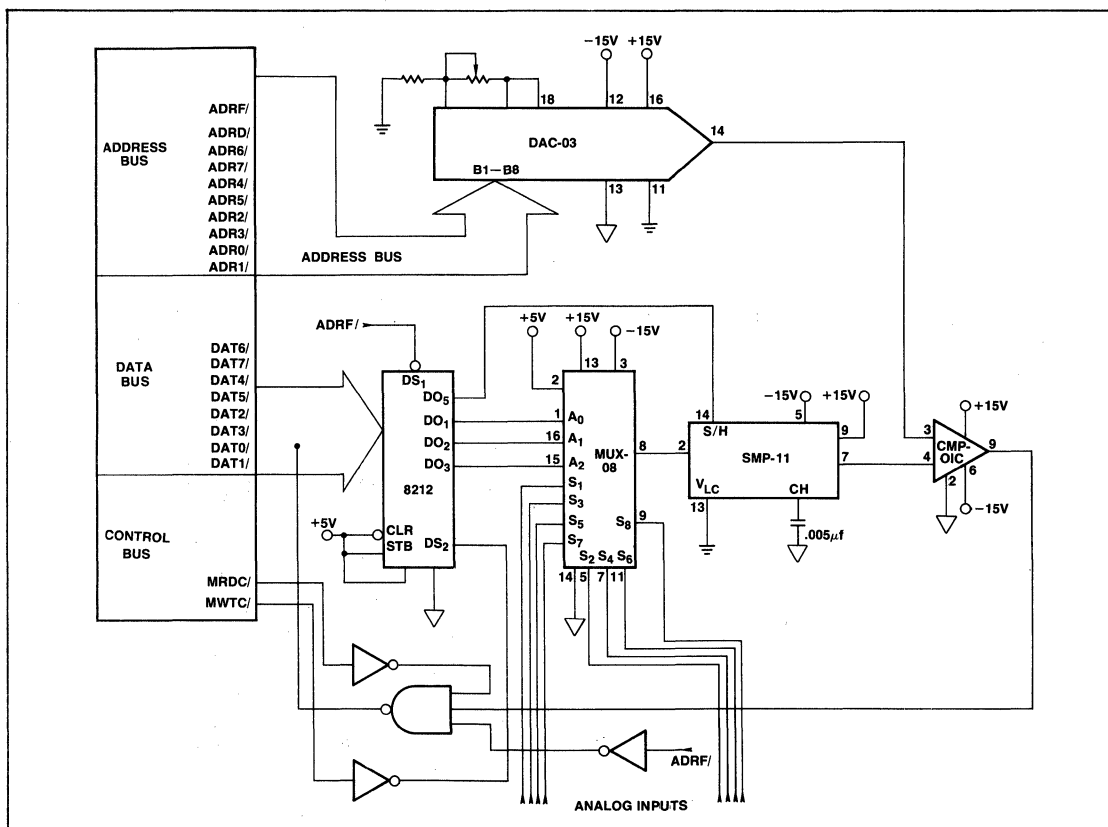 ADDRESS
BUS
ADRF/
ADRD/
ADR6/
ADR7/
ADR4/
ADR5/
ADR2/
ADR3/
ADR0/
ADR1/
DATA
BUS
DAT6/
DAT7/
DAT4/
DAT5/
DAT2/
DAT3/
DAT0/
DAT1/
CONTROL
BUS
MRDC/
MWTC/
ADDRESS BUS
-15V
+15V
18
12
16
DAC-03
14
B1—B8
13
11
ADRF/
DS1
DO5
DO1
DO2
DO3
8212
+5V
CLR
STB
DS2
+5V
+15V
-15V
13
3
2
1
16
15
A0
A1
A2
S1
S3
S5
S7
MUX-
08
8
S8
9
S2
S4
S6
14
5
7
11
-15V
+15V
14
5
S/H
9
2
SMP-11
7
VLC
CH
13
.005µf
3
4
CMP-
OIC
+15V
9
2
6
-15V
ADRF/
ANALOG INPUTS